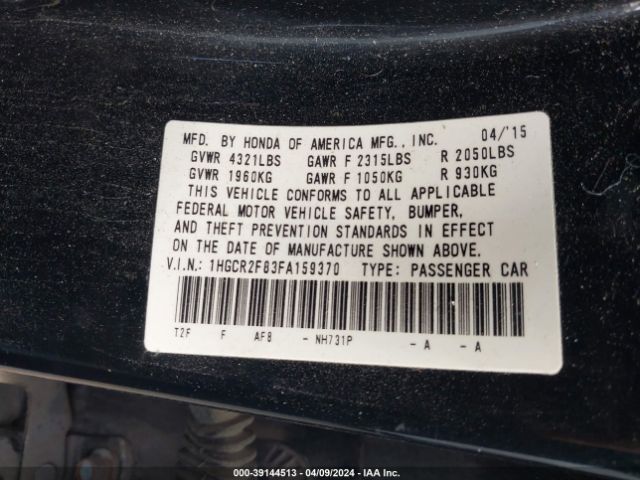 MFD. BY HONDA OF AMERICA MFG., INC. 04/'15
GVWR 4321LBS GAWR F 2315LBS R 2050LBS
GVWR 1960KG GAWR F 1050KG R 930KG
THIS VEHICLE CONFORMS TO ALL APPLICABLE
FEDERAL MOTOR VEHICLE SAFETY, BUMPER,
AND THEFT PREVENTION STANDARDS IN EFFECT
ON THE DATE OF MANUFACTURE SHOWN ABOVE.
V.I.N.: 1HGCR2F83FA159370 TYPE: PASSENGER CAR
T2F F AF8 - NH731P - A - A
000-39144513 - 04/09/2024 - IAA Inc.